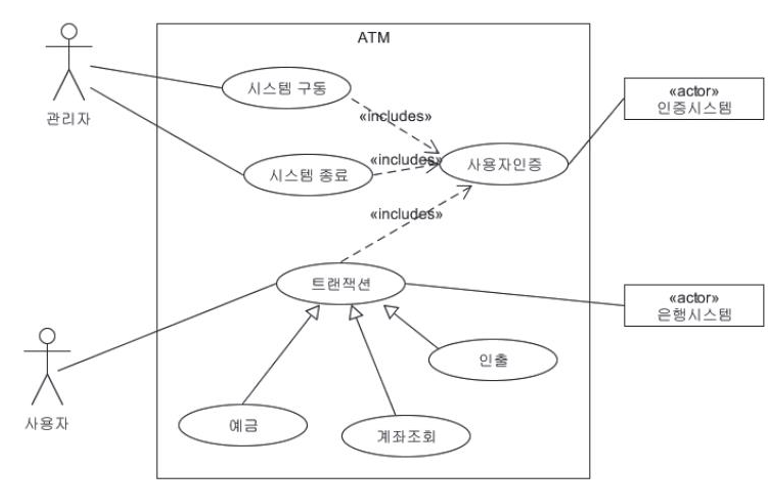 ATM
시스템 구동
«includes»
«actor»
인증시스템
관리자
시스템 종료
«includes»
사용자인증
«includes»
트랜잭션
«actor»
은행시스템
인출
사용자
예금
계좌조회